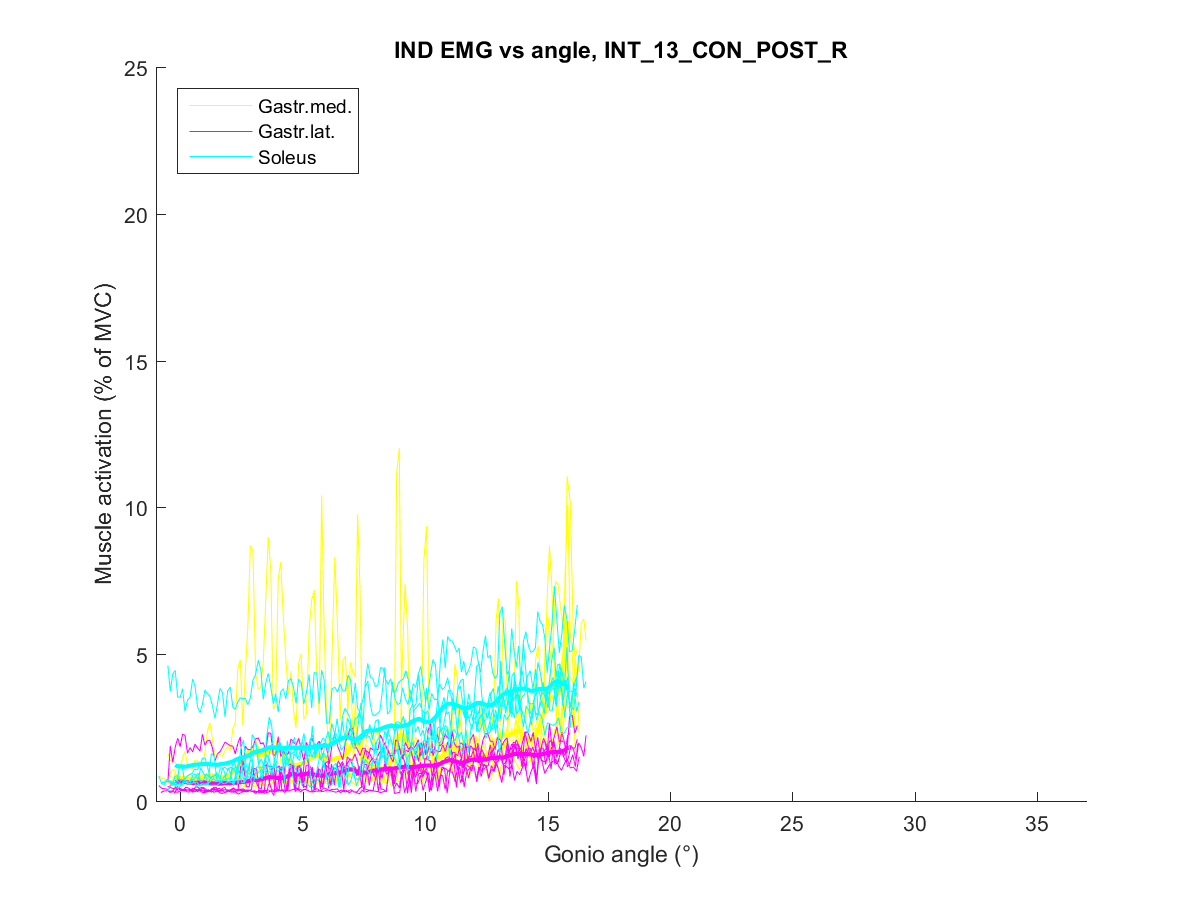 IND EMG vs angle, INT_13_CON_POST_R
25
20
15
10
5
0
Muscle activation (% of MVC)
Gastr.med.
Gastr.lat.
Soleus
0 5 10 15 20 25 30 35
Gonio angle (°)